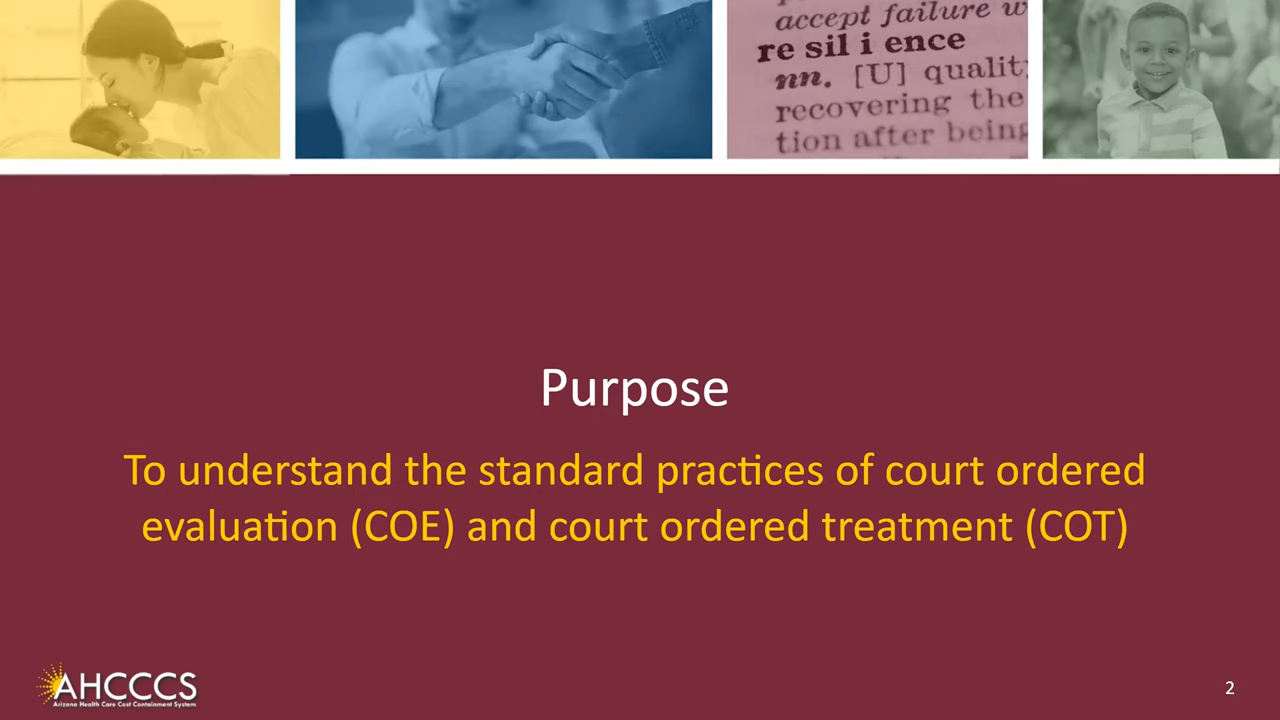 accept failure w
re sil i ence
nn. [U] quality
recovering the
tion after being
Purpose
To understand the standard practices of court ordered
evaluation (COE) and court ordered treatment (COT)
AHCCCS
Arizona Health Care Cost Containment System
2